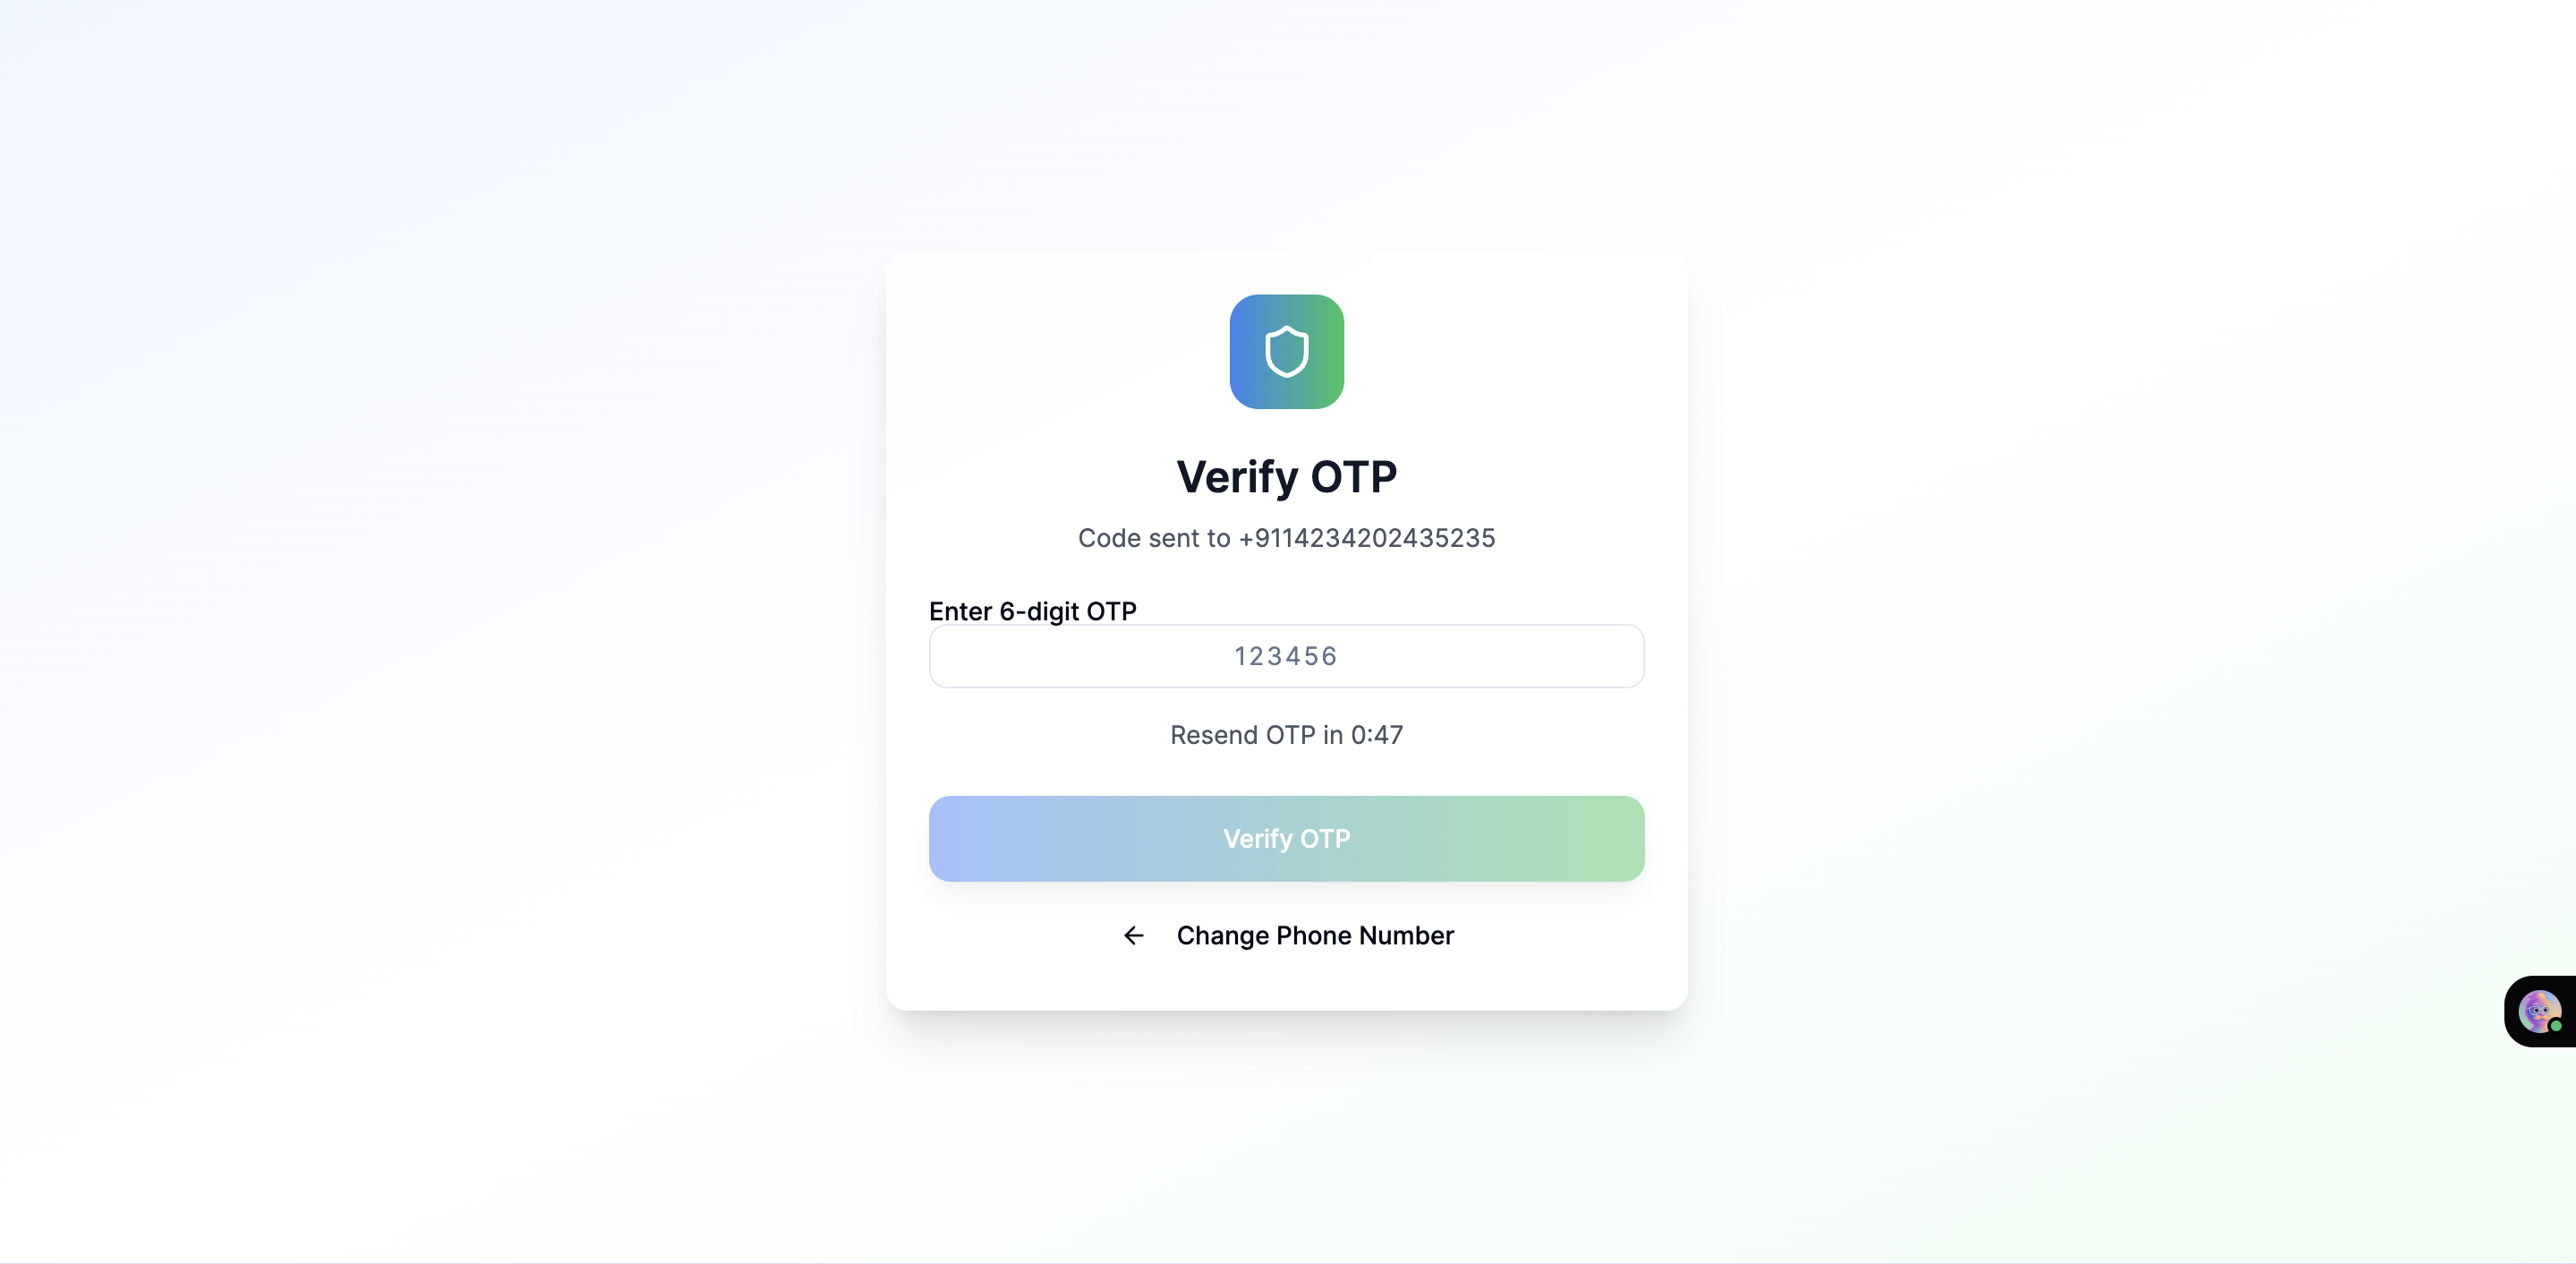 Verify OTP
Code sent to +9114234202435235
Enter 6-digit OTP
123456
Resend OTP in 0:47
Verify OTP
Change Phone Number